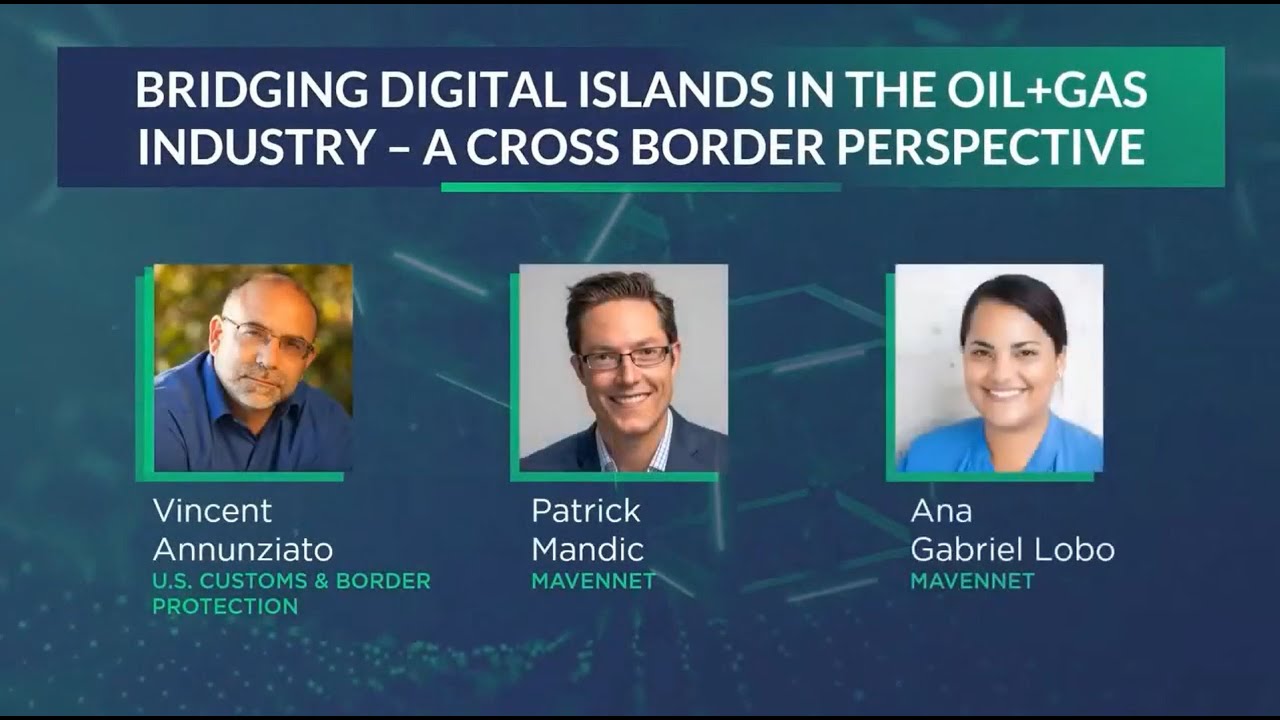 BRIDGING DIGITAL ISLANDS IN THE OIL+GAS
INDUSTRY – A CROSS BORDER PERSPECTIVE
Vincent
Annunziato
U.S. CUSTOMS & BORDER
PROTECTION
Patrick
Mandic
MAVENNET
Ana
Gabriel Lobo
MAVENNET